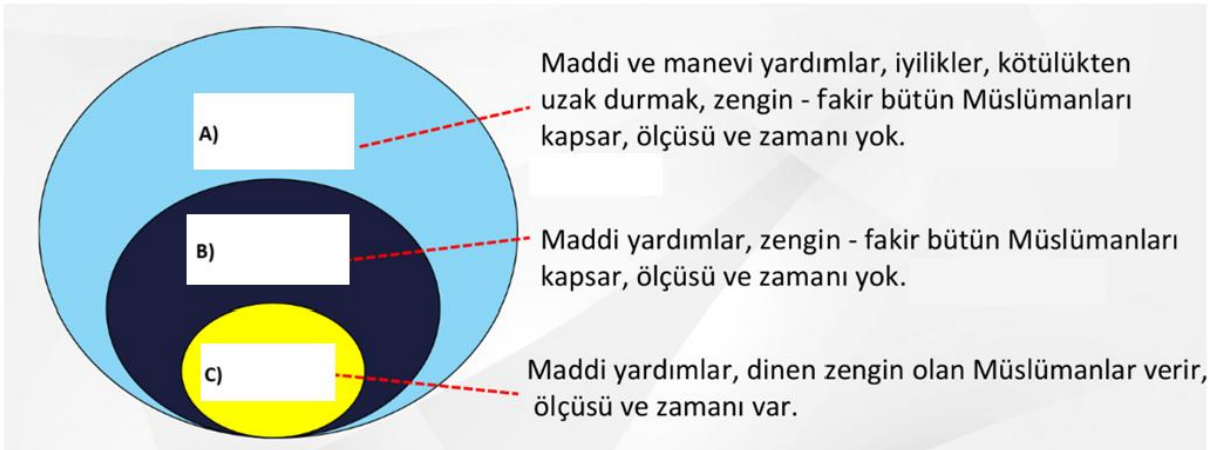 A)
Maddi ve manevi yardımlar, iyilikler, kötülükten
uzak durmak, zengin - fakir bütün Müslümanları
kapsar, ölçüsü ve zamanı yok.
B)
Maddi yardımlar, zengin - fakir bütün Müslümanları
kapsar, ölçüsü ve zamanı yok.
C)
Maddi yardımlar, dinen zengin olan Müslümanlar verir,
ölçüsü ve zamanı var.